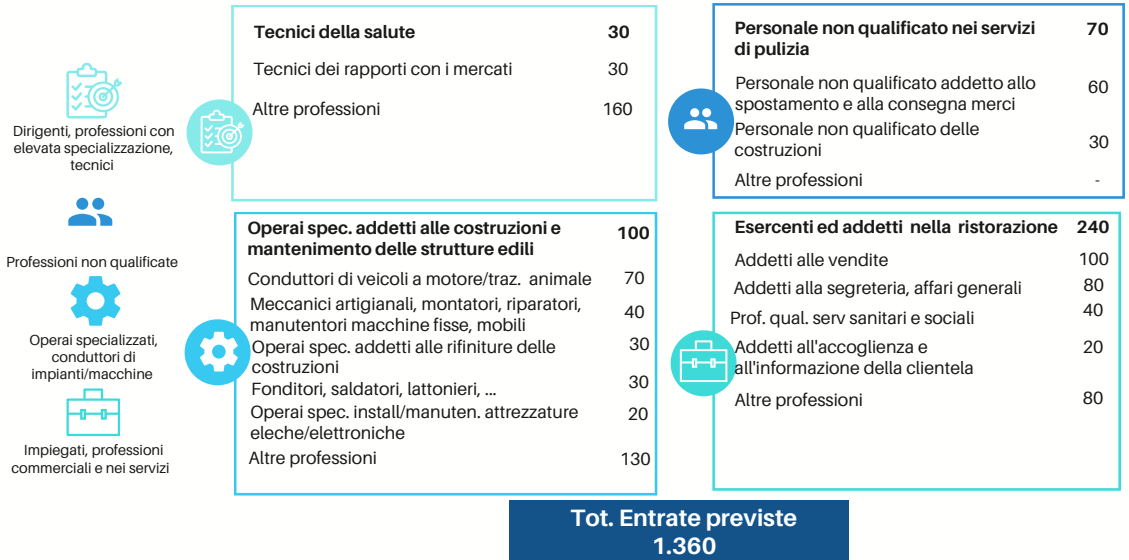 Dirigenti, professioni con
elevata specializzazione,
tecnici
Professioni non qualificate
Operai specializzati,
conduttori di
impianti/macchine
Impiegati, professioni
commerciali e nei servizi
Tecnici della salute 30
Tecnici dei rapporti con i mercati 30
Altre professioni 160
Personale non qualificato nei servizi
di pulizia 70
Personale non qualificato addetto allo
spostamento e alla consegna merci 60
Personale non qualificato delle
costruzioni 30
Altre professioni -
Operai spec. addetti alle costruzioni e
mantenimento delle strutture edili 100
Conduttori di veicoli a motore/traz. animale 70
Meccanici artigianali, montatori, riparatori,
manutentori macchine fisse, mobili 40
Operai spec. addetti alle rifiniture delle
costruzioni 30
Fonditori, saldatori, lattonieri, ... 30
Operai spec. install/manuten. attrezzature
eleche/elettroniche 20
Altre professioni 130
Esercenti ed addetti nella ristorazione 240
Addetti alle vendite 100
Addetti alla segreteria, affari generali 80
Prof. qual. serv sanitari e sociali 40
Addetti all'accoglienza e
all'informazione della clientela 20
Altre professioni 80
Tot. Entrate previste
1.360